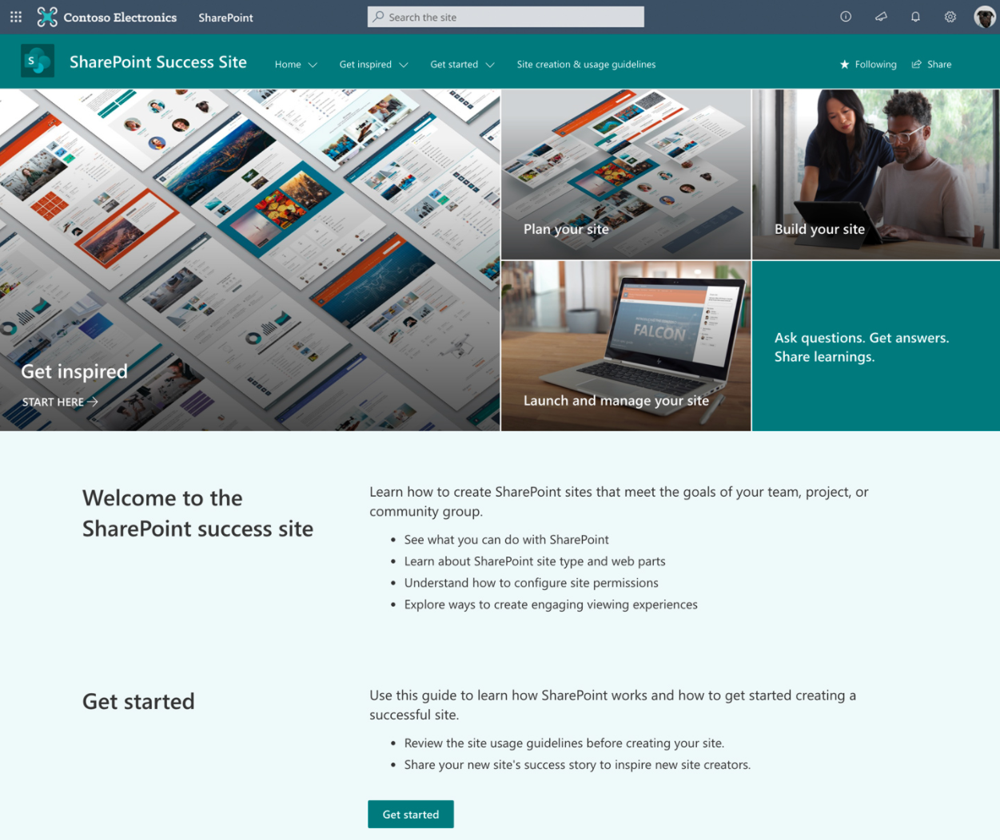 Contoso Electronics
SharePoint
Search the site
S
SharePoint Success Site
Home
Get inspired
Get started
Site creation & usage guidelines
Following
Share
Get inspired
START HERE
Plan your site
Build your site
FALCON
Launch and manage your site
Ask questions. Get answers.
Share learnings.
Welcome to the
SharePoint success site
Learn how to create SharePoint sites that meet the goals of your team, project, or
community group.
• See what you can do with SharePoint
• Learn about SharePoint site type and web parts
• Understand how to configure site permissions
• Explore ways to create engaging viewing experiences
Get started
Use this guide to learn how SharePoint works and how to get started creating a
successful site.
• Review the site usage guidelines before creating your site.
• Share your new site's success story to inspire new site creators.
Get started